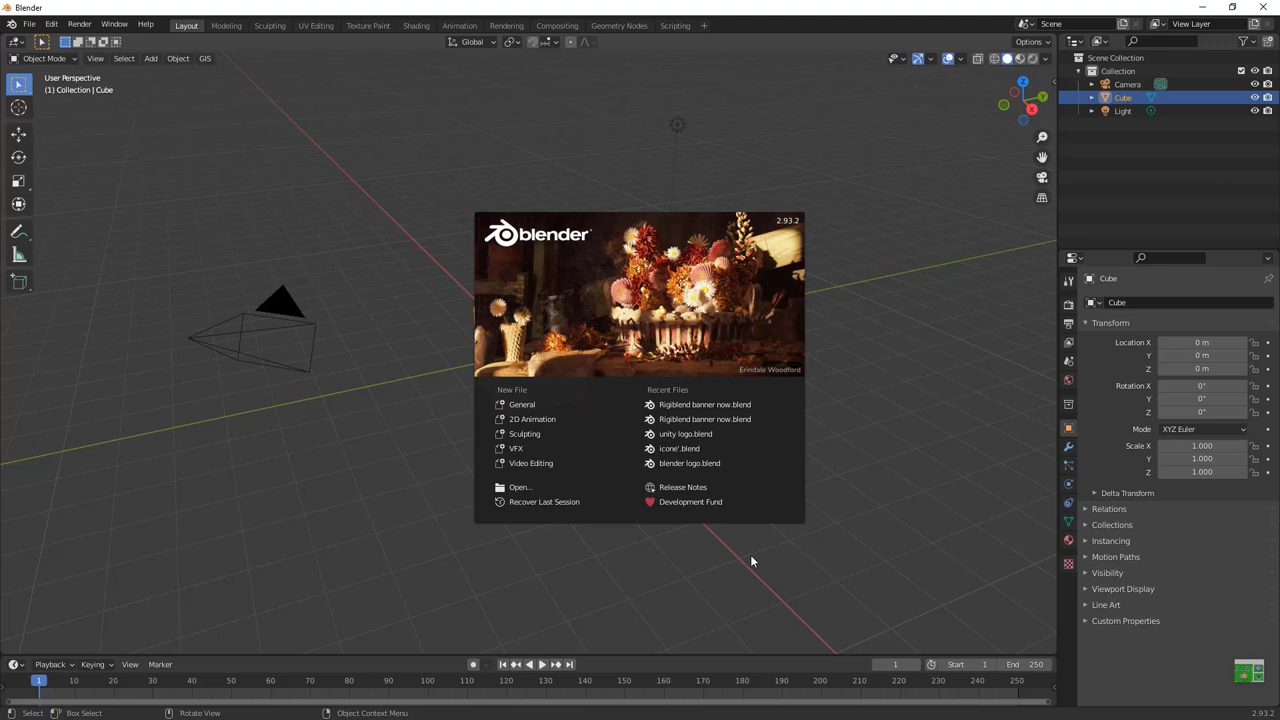 Blender
File Edit Render Window Help Layout Modeling Sculpting UV Editing Texture Paint Shading Animation Rendering Compositing Geometry Nodes Scripting + Scene View Layer
Global Options
Object Mode View Select Add Object GIS
User Perspective
(1) Collection | Cube
Z
Y
X
Scene Collection
Collection
Camera
Cube
Light
blender
2.93.2
Erindale Woodford
New File
General
2D Animation
Sculpting
VFX
Video Editing
Open...
Recover Last Session
Recent Files
Rigiblend banner now.blend
Rigiblend banner now.blend
unity logo.blend
icone'.blend
blender logo.blend
Release Notes
Development Fund
Cube
Cube
Transform
Location X 0 m
Y 0 m
Z 0 m
Rotation X 0°
Y 0°
Z 0°
Mode XYZ Euler
Scale X 1.000
Y 1.000
Z 1.000
Delta Transform
Relations
Collections
Instancing
Motion Paths
Visibility
Viewport Display
Line Art
Custom Properties
Playback Keying View Marker 1 Start 1 End 250
1 10 20 30 40 50 60 70 80 90 100 110 120 130 140 150 160 170 180 190 200 210 220 230 240 250
Select Box Select Rotate View Object Context Menu 2.93.2